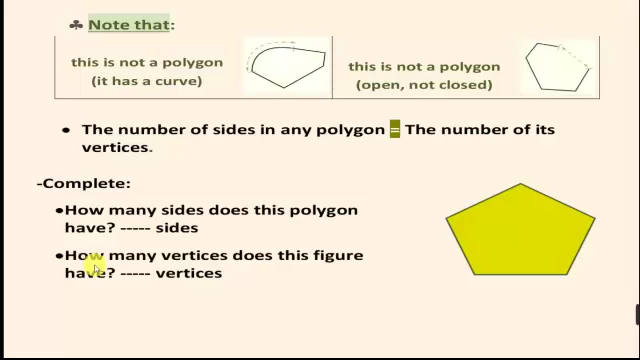 ♣ Note that:
this is not a polygon
(it has a curve)
this is not a polygon
(open, not closed)
• The number of sides in any polygon = The number of its
vertices.
-Complete:
•How many sides does this polygon
have? ----- sides
•How many vertices does this figure
have? ----- vertices